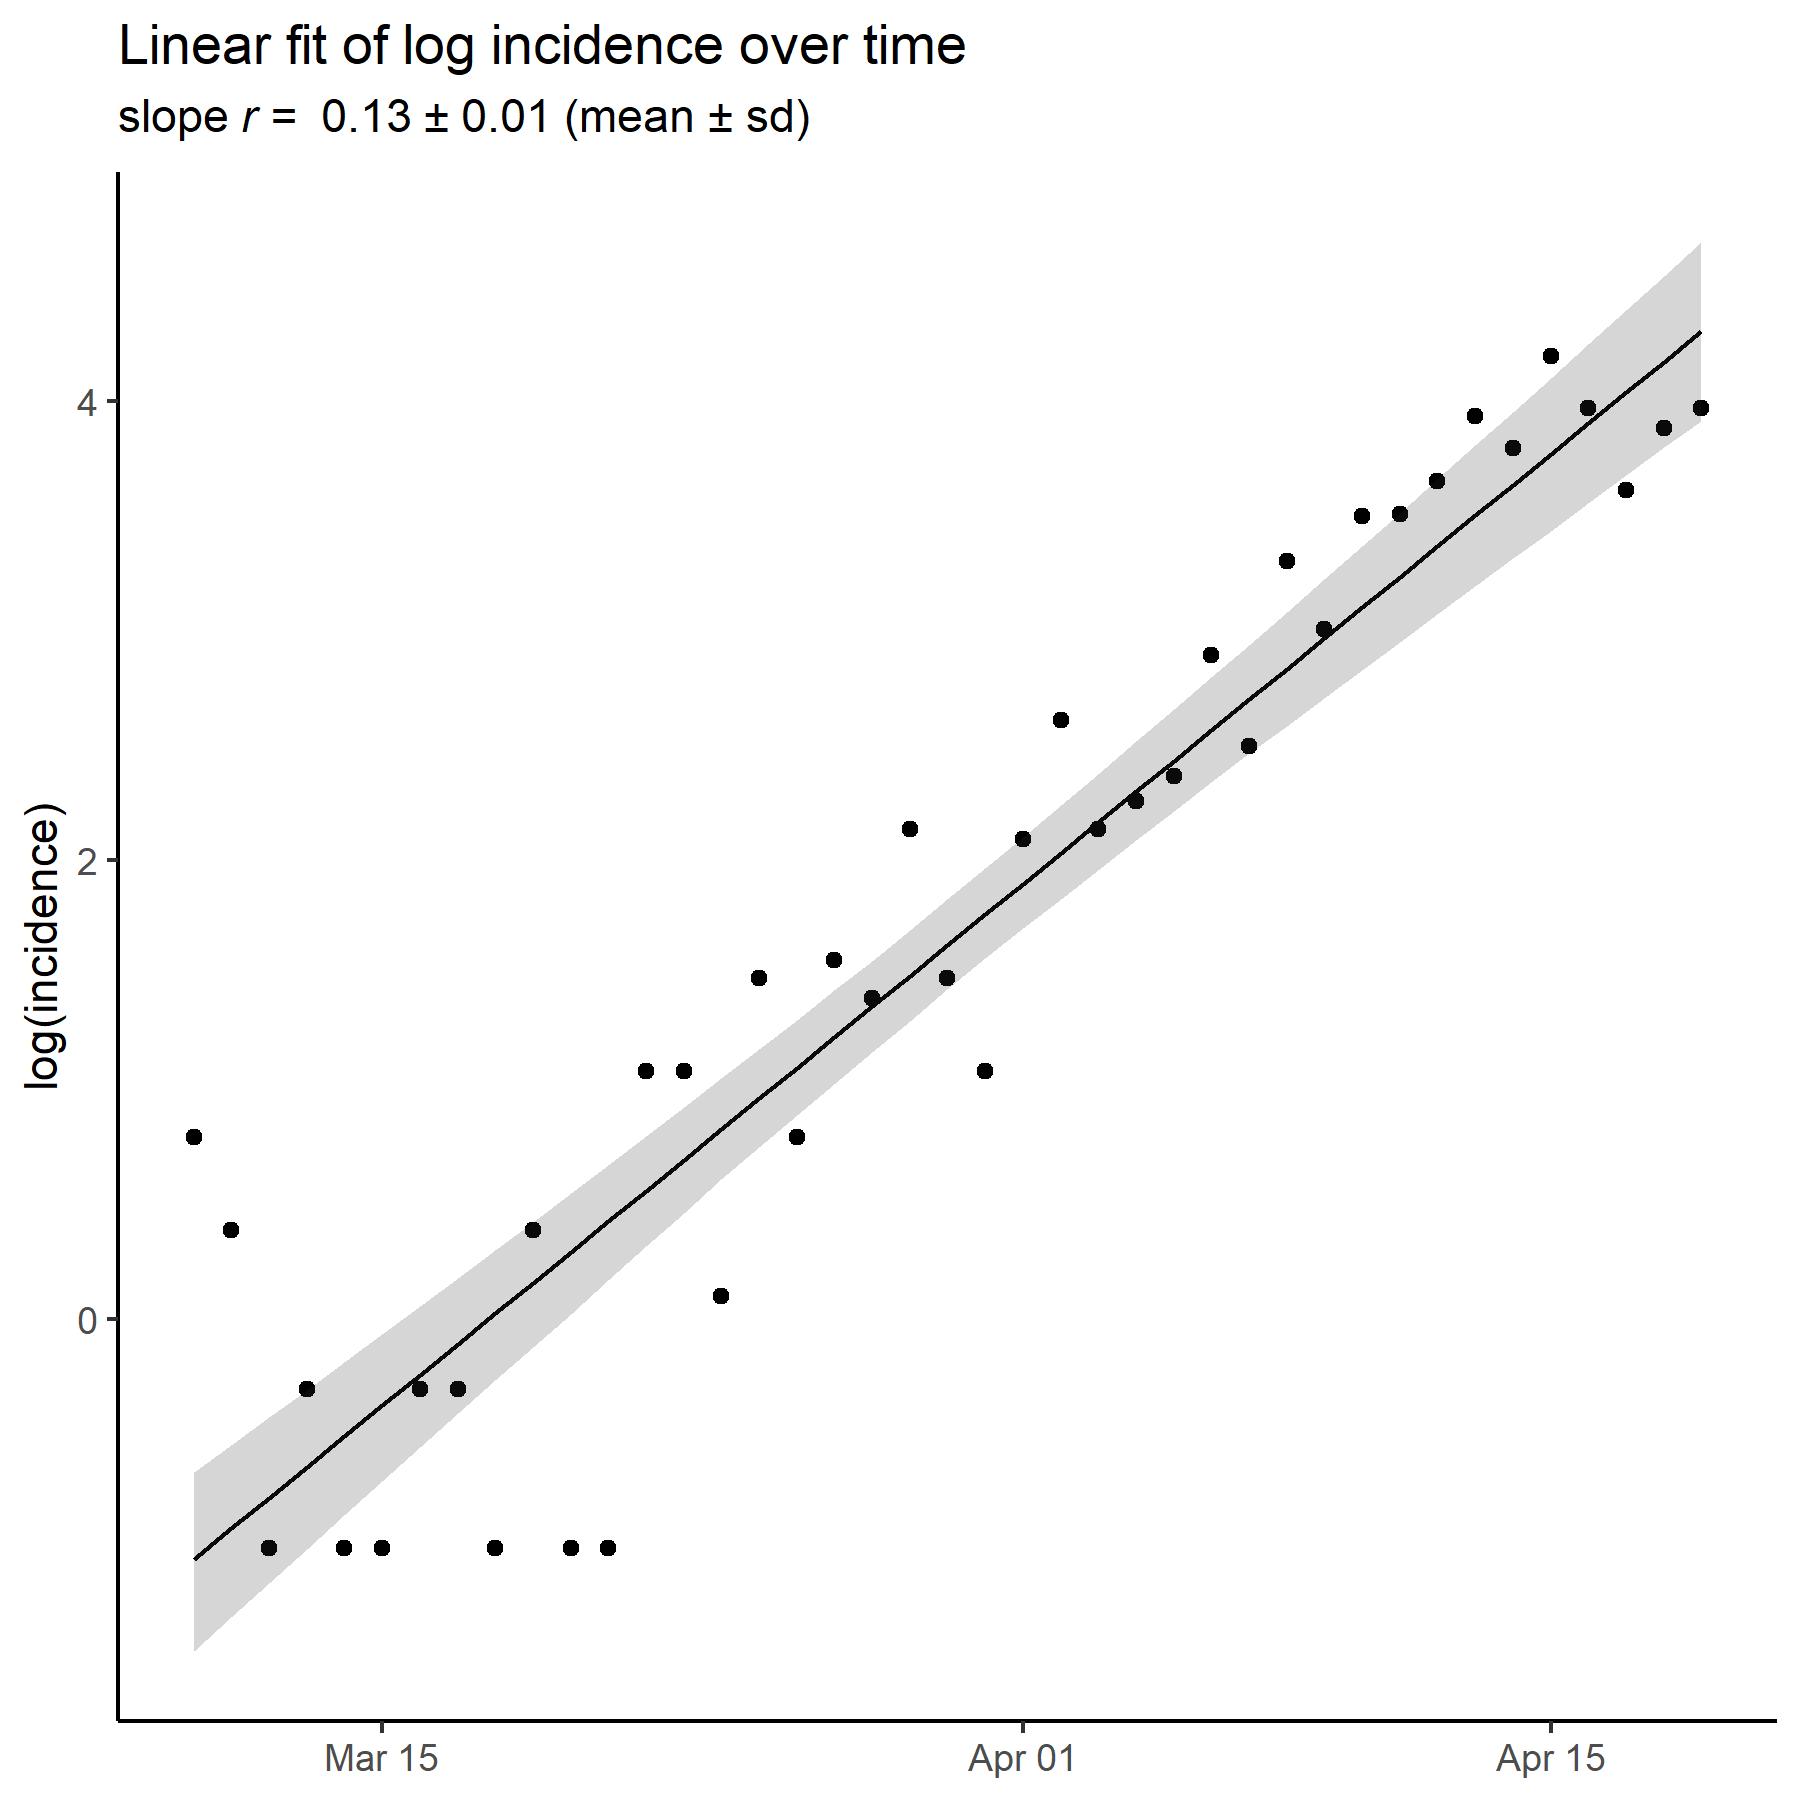 Linear fit of log incidence over time
slope r =  0.13 ± 0.01 (mean ± sd)
log(incidence)
4
2
0
Mar 15
Apr 01
Apr 15